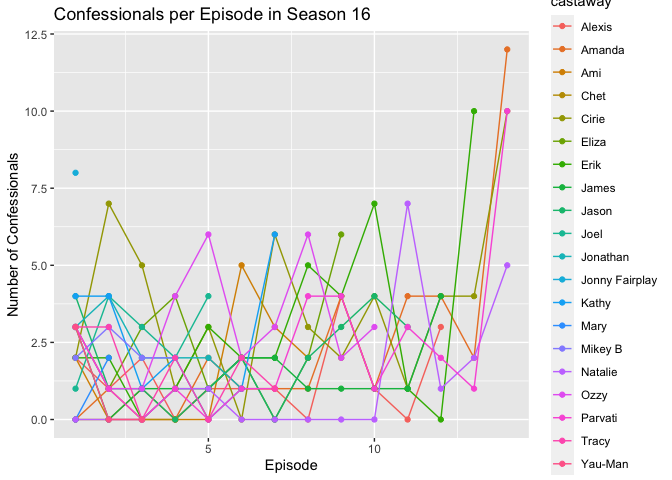 Confessionals per Episode in Season 16
castaway
12.5
10.0
7.5
5.0
2.5
0.0
Number of Confessionals
5
10
Episode
Alexis
Amanda
Ami
Chet
Cirie
Eliza
Erik
James
Jason
Joel
Jonathan
Jonny Fairplay
Kathy
Mary
Mikey B
Natalie
Ozzy
Parvati
Tracy
Yau-Man